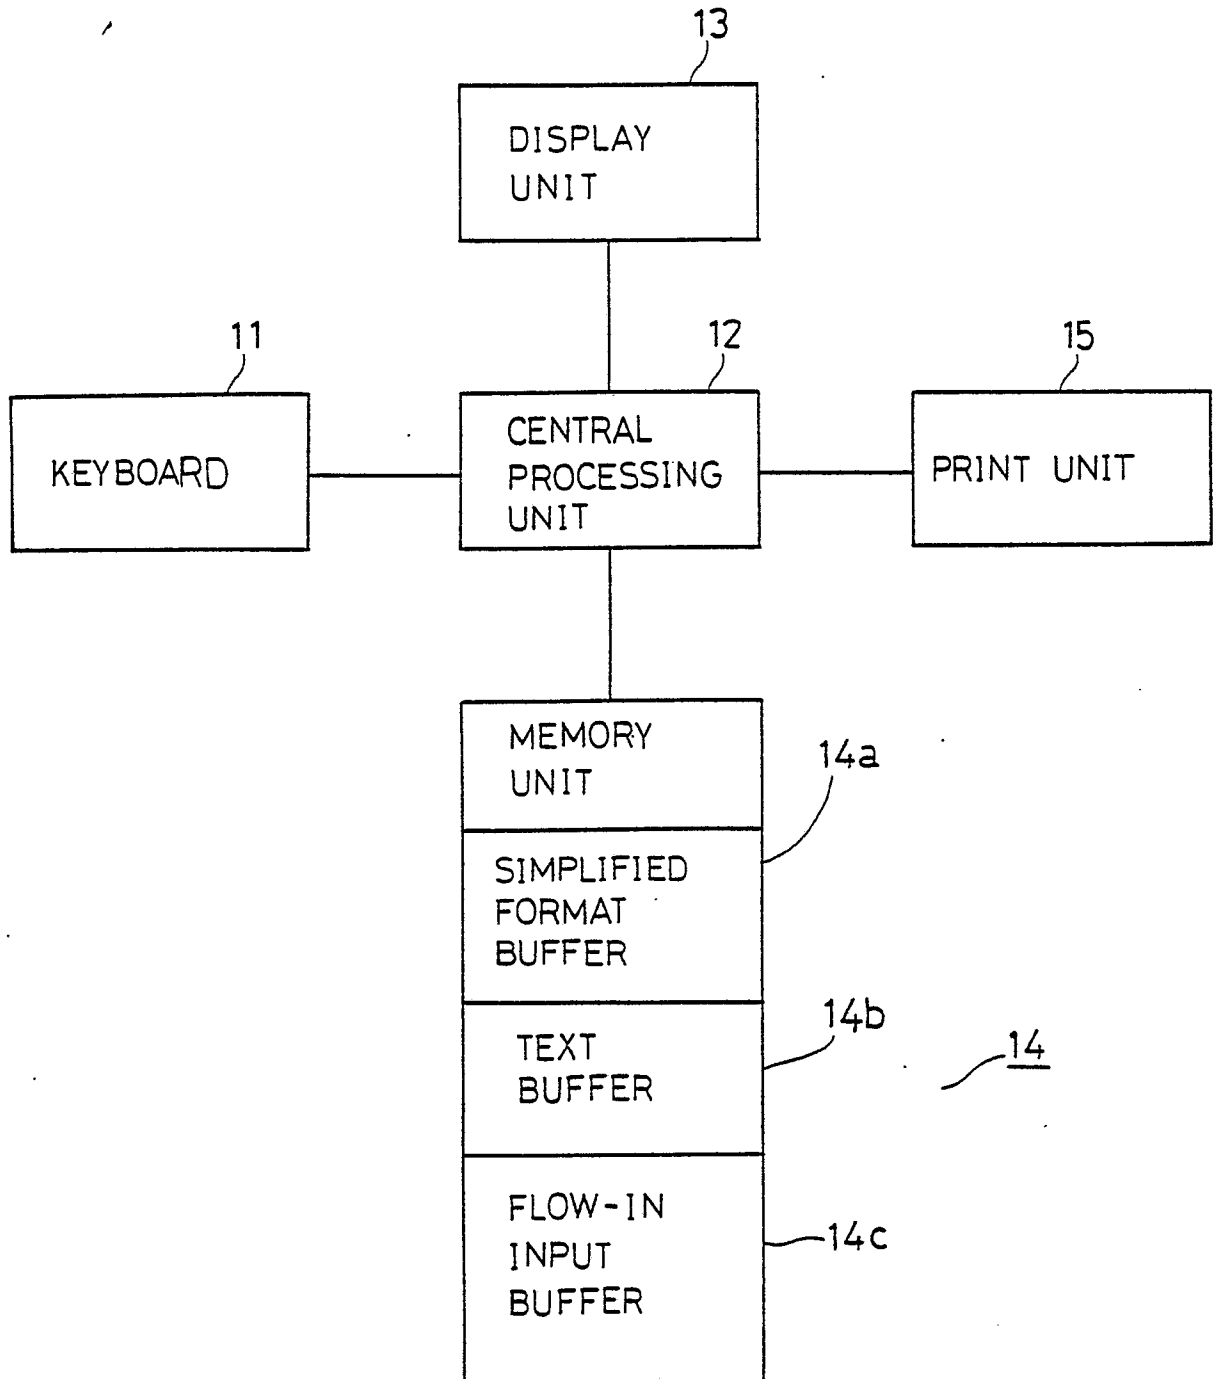 13
DISPLAY
UNIT
11
12
15
KEYBOARD
CENTRAL
PROCESSING
UNIT
PRINT UNIT
MEMORY
UNIT
14a
SIMPLIFIED
FORMAT
BUFFER
14b
TEXT
BUFFER
14
FLOW-IN
INPUT
BUFFER
14c